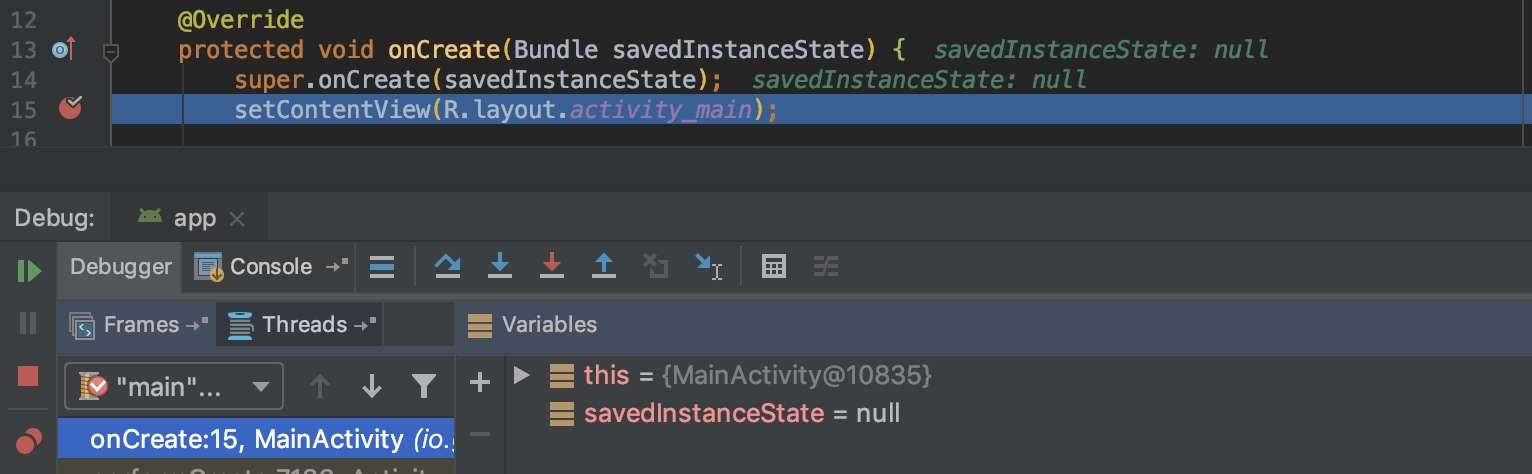 12 @Override
13 protected void onCreate(Bundle savedInstanceState) { savedInstanceState: null
14 super.onCreate(savedInstanceState); savedInstanceState: null
15 setContentView(R.layout.activity_main);
16
Debug: app
Debugger Console
Frames Threads Variables
"main"... this = {MainActivity@10835}
savedInstanceState = null
onCreate:15, MainActivity (io.